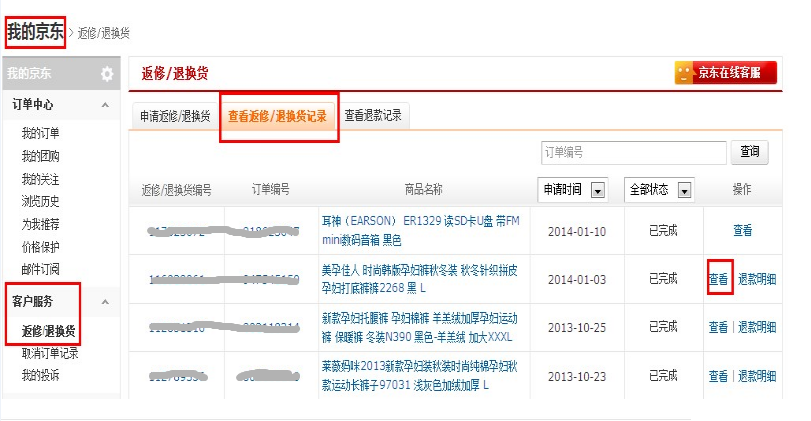 我的京东 > 返修/退换货
我的京东
订单中心
我的订单
我的团购
我的关注
浏览历史
为我推荐
价格保护
邮件订阅
客户服务
返修/退换货
取消订单记录
我的投诉
返修/退换货
京东在线客服
申请返修/退换货 查看返修/退换货记录 查看退款记录
订单编号 查询
返修/退换货编号 订单编号 商品名称 申请时间 全部状态 操作
耳神（EARSON） ER1329 读SD卡U盘 带FM
mini数码音箱 黑色
2014-01-10 已完成 查看
美孕佳人 时尚韩版孕妇裤秋冬装 秋冬针织拼皮
孕妇打底裤裤2268 黑 L
2014-01-03 已完成 查看 退款明细
新款孕妇托腹裤 孕妇棉裤 羊羔绒加厚孕妇运动
裤 保暖裤 冬装N390 黑色-羊羔绒 加大XXXL
2013-10-25 已完成 查看 | 退款明细
莱薇妈咪2013新款孕妇装秋装时尚纯棉孕妇秋
款运动长裤子97031 浅灰色加绒加厚 L
2013-10-23 已完成 查看 | 退款明细